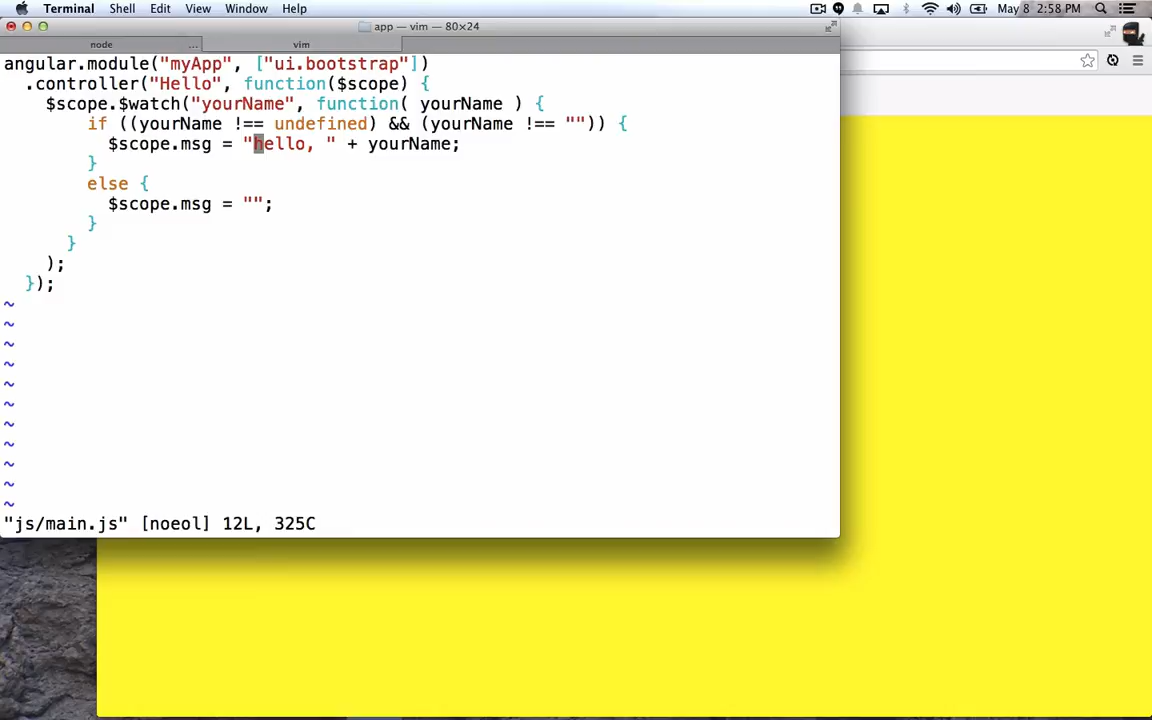 Terminal Shell Edit View Window Help May 8 2:58 PM
app — vim — 80×24
node ... vim
angular.module("myApp", ["ui.bootstrap"])
  .controller("Hello", function($scope) {
    $scope.$watch("yourName", function( yourName ) {
        if ((yourName !== undefined) && (yourName !== "")) {
          $scope.msg = "hello, " + yourName;
        }
        else {
          $scope.msg = "";
        }
      }
    );
  });
~
~
~
~
~
~
~
~
~
~
~
"js/main.js" [noeol] 12L, 325C